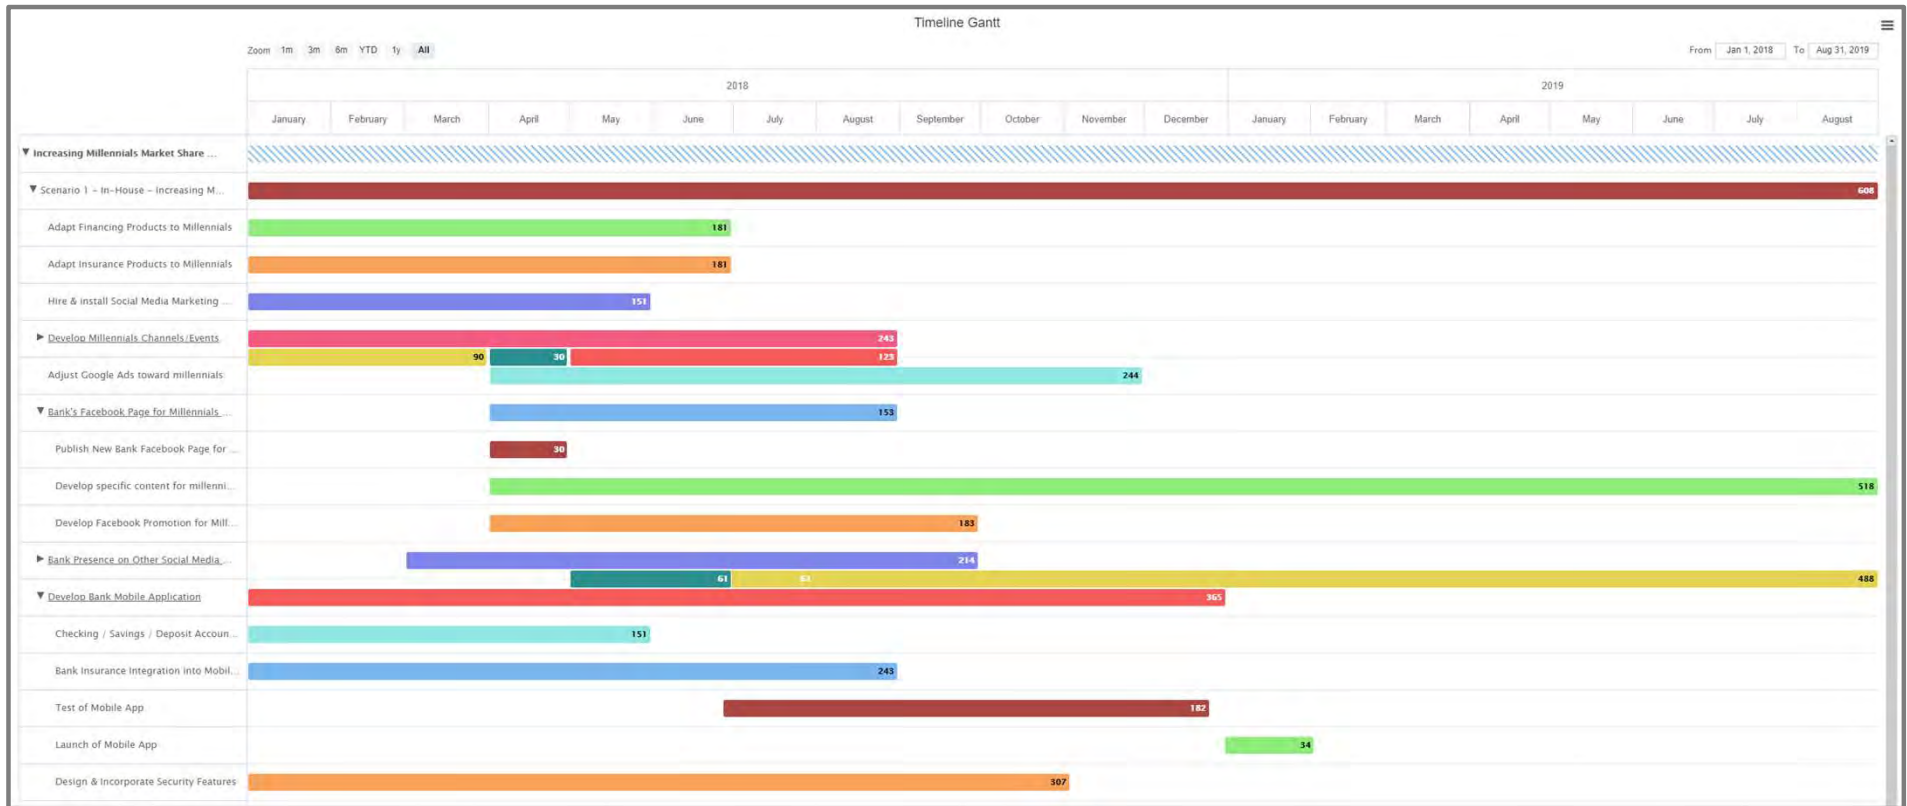 Timeline Gantt
Zoom 1m 3m 6m YTD 1y All From Jan 1, 2018 To Aug 31, 2019
2018 2019
January February March April May June July August September October November December January February March April May June July August
Increasing Millennials Market Share ...
Scenario 1 - In-House - Increasing M... 608
Adapt Financing Products to Millennials 181
Adapt Insurance Products to Millennials 181
Hire & install Social Media Marketing ... 151
Develop Millennials Channels/Events 243
90 30 123
Adjust Google Ads toward millennials 244
Bank's Facebook Page for Millennials ... 153
Publish New Bank Facebook Page for ... 30
Develop specific content for millenni... 518
Develop Facebook Promotion for Mill... 183
Bank Presence on Other Social Media ... 214
61 488
Develop Bank Mobile Application 365
Checking / Savings / Deposit Accoun... 151
Bank Insurance Integration into Mobil... 243
Test of Mobile App 182
Launch of Mobile App 34
Design & Incorporate Security Features 307